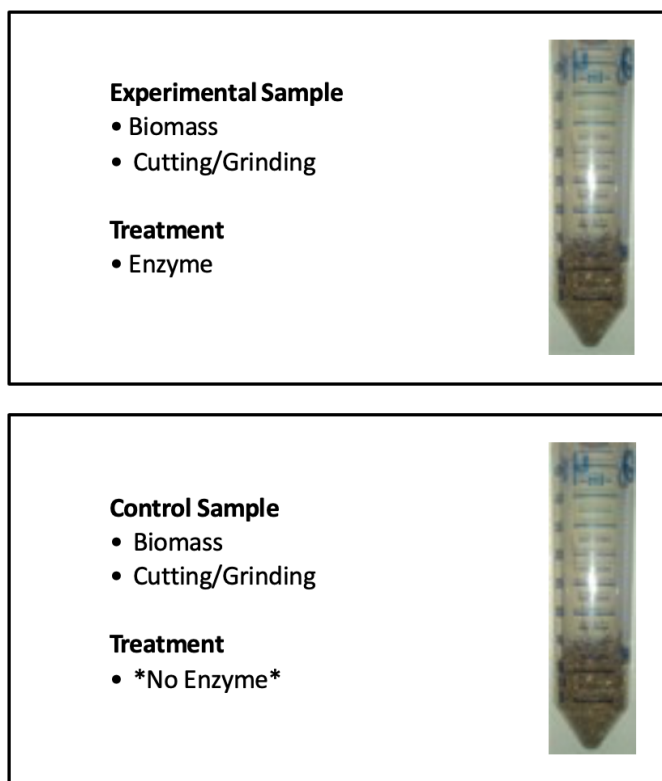 Experimental Sample
• Biomass
• Cutting/Grinding
Treatment
• Enzyme
Control Sample
• Biomass
• Cutting/Grinding
Treatment
• *No Enzyme*